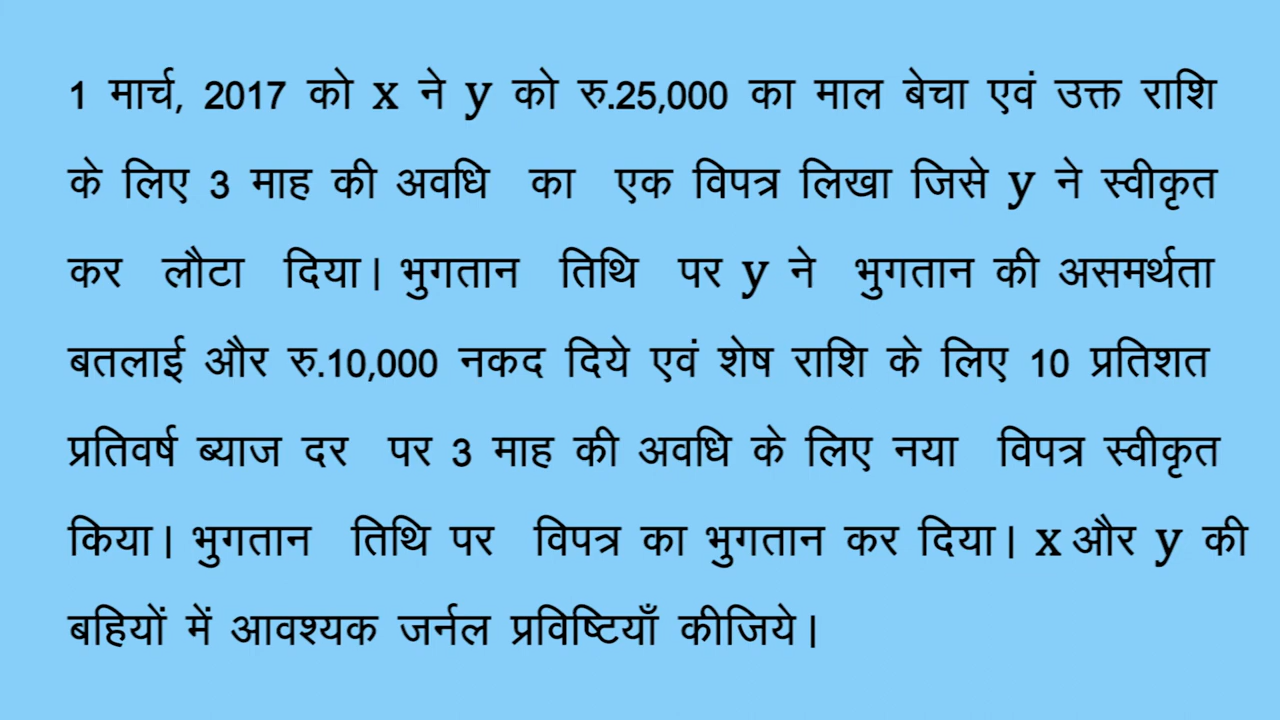 1 मार्च, 2017 को x ने y को रु.25,000 का माल बेचा एवं उक्त राशि
के लिए 3 माह की अवधि का एक विपत्र लिखा जिसे y ने स्वीकृत
कर लौटा दिया। भुगतान तिथि पर y ने भुगतान की असमर्थता
बतलाई और रु.10,000 नकद दिये एवं शेष राशि के लिए 10 प्रतिशत
प्रतिवर्ष ब्याज दर पर 3 माह की अवधि के लिए नया विपत्र स्वीकृत
किया। भुगतान तिथि पर विपत्र का भुगतान कर दिया। x और y की
बहियों में आवश्यक जर्नल प्रविष्टियाँ कीजिये।